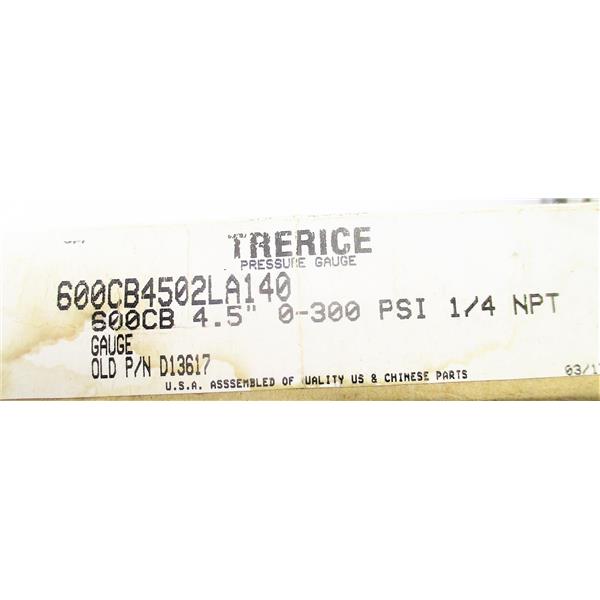 TRERICE
PRESSURE GAUGE
600CB4502LA140
600CB 4.5" 0-300 PSI 1/4 NPT
GAUGE
OLD P/N D13617
U.S.A. ASSSEMBLED OF UALITY US & CHINESE PARTS